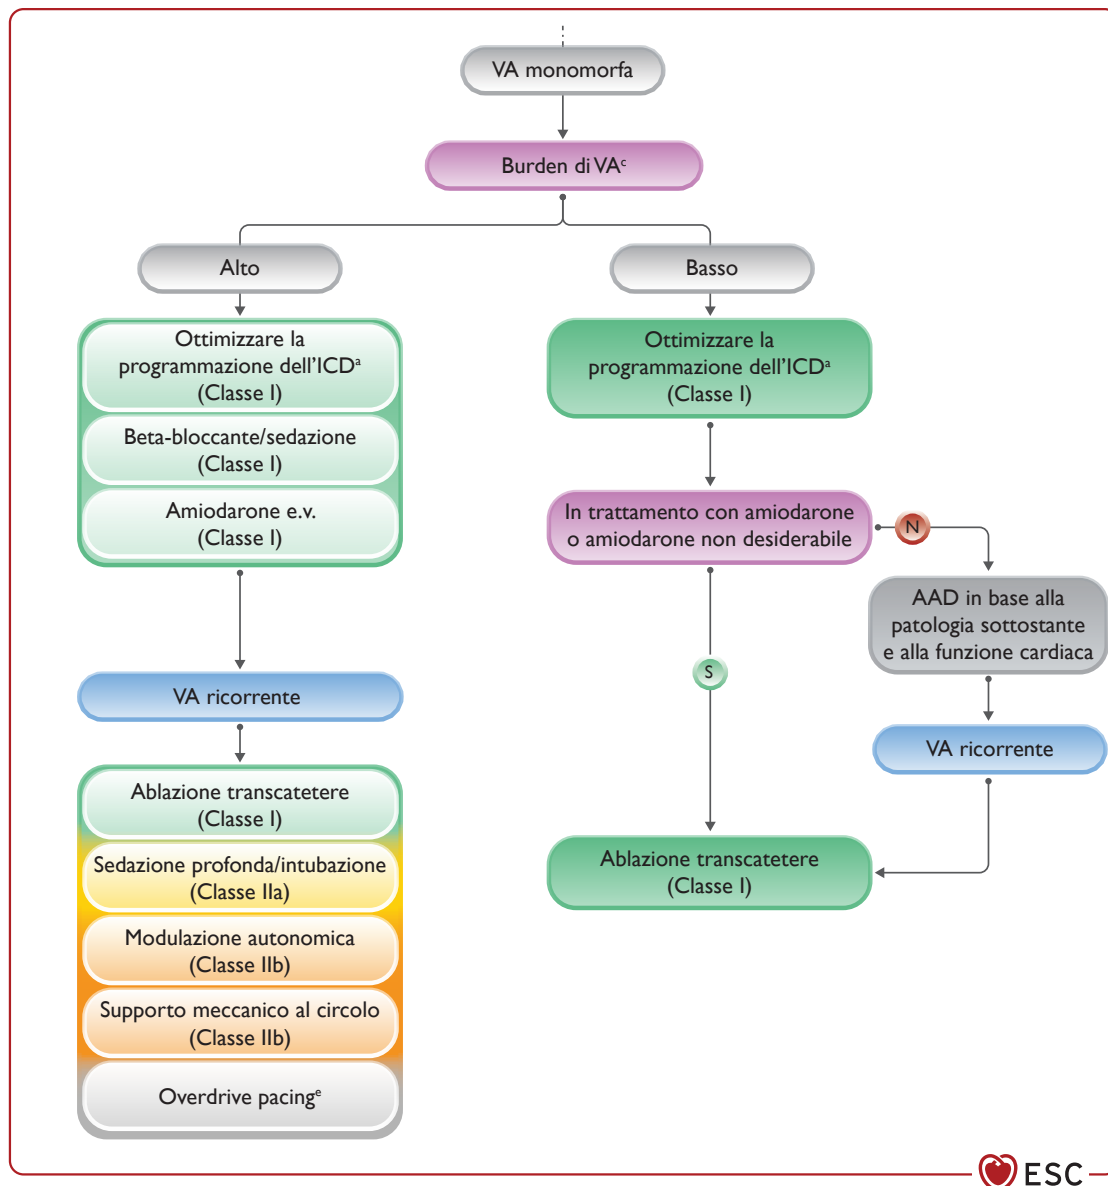 VA monomorfa
Burden di VAᶜ
Alto
Basso
Ottimizzare la
programmazione dell'ICDᵃ
(Classe I)
Beta-bloccante/sedazione
(Classe I)
Amiodarone e.v.
(Classe I)
VA ricorrente
Ablazione transcatetere
(Classe I)
Sedazione profonda/intubazione
(Classe IIa)
Modulazione autonomica
(Classe IIb)
Supporto meccanico al circolo
(Classe IIb)
Overdrive pacingᵉ
Ottimizzare la
programmazione dell'ICDᵃ
(Classe I)
In trattamento con amiodarone
o amiodarone non desiderabile
N
AAD in base alla
patologia sottostante
e alla funzione cardiaca
S
VA ricorrente
Ablazione transcatetere
(Classe I)
ESC